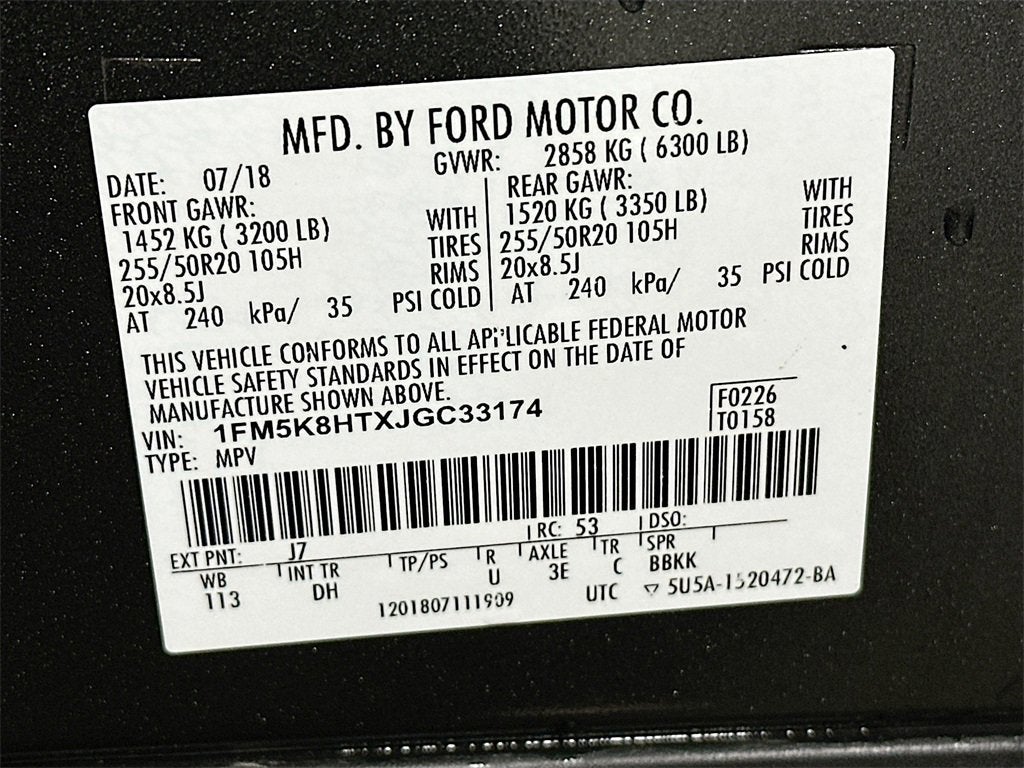 MFD. BY FORD MOTOR CO.
DATE: 07/18 GVWR: 2858 KG ( 6300 LB)
FRONT GAWR: REAR GAWR:
1452 KG ( 3200 LB) WITH 1520 KG ( 3350 LB) WITH
255/50R20 105H TIRES 255/50R20 105H TIRES
20x8.5J RIMS 20x8.5J RIMS
AT 240 kPa/ 35 PSI COLD AT 240 kPa/ 35 PSI COLD
THIS VEHICLE CONFORMS TO ALL APPLICABLE FEDERAL MOTOR
VEHICLE SAFETY STANDARDS IN EFFECT ON THE DATE OF
MANUFACTURE SHOWN ABOVE.
VIN: 1FM5K8HTXJGC33174 F0226
TYPE: MPV T0158
EXT PNT: J7 RC: 53 DSO:
WB INT TR TP/PS R AXLE TR SPR
113 DH U 3E C BBKK
1201807111909 UTC ▽ 5U5A-1520472-BA